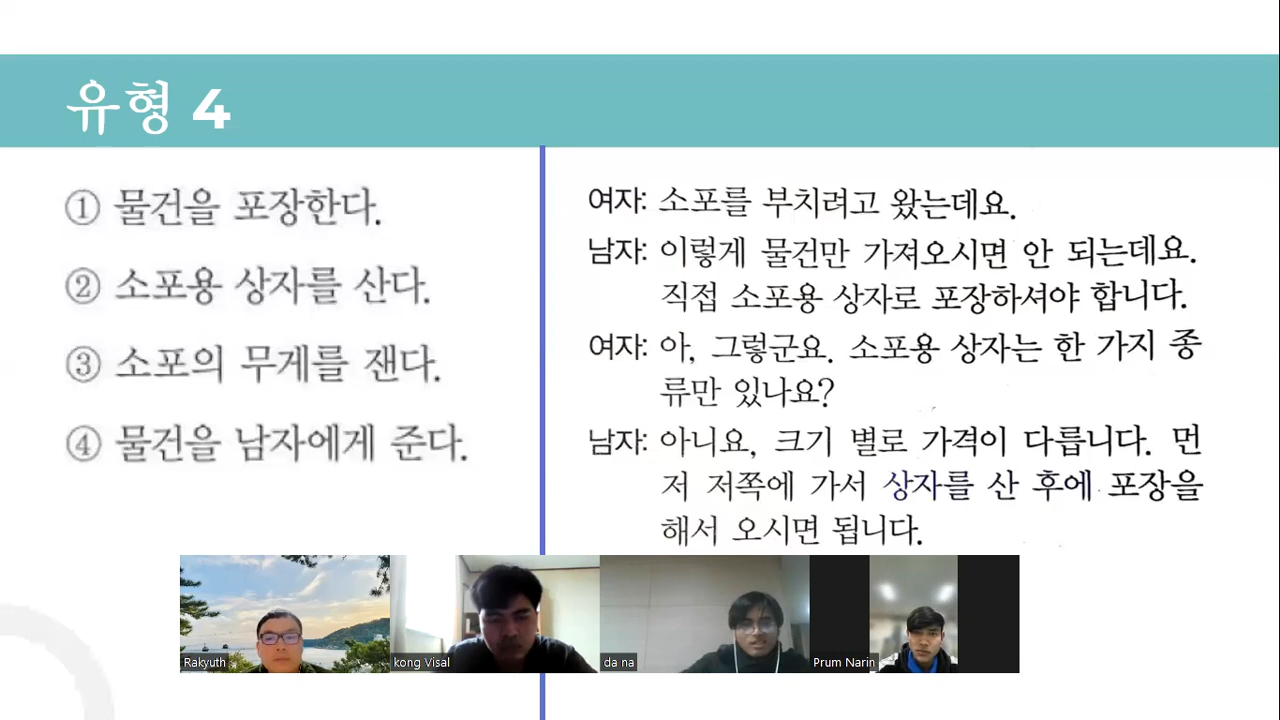 유형 4
① 물건을 포장한다.
② 소포용 상자를 산다.
③ 소포의 무게를 잰다.
④ 물건을 남자에게 준다.
여자: 소포를 부치려고 왔는데요.
남자: 이렇게 물건만 가져오시면 안 되는데요.
직접 소포용 상자로 포장하셔야 합니다.
여자: 아, 그렇군요. 소포용 상자는 한 가지 종
류만 있나요?
남자: 아니요, 크기 별로 가격이 다릅니다. 먼
저 저쪽에 가서 상자를 산 후에 포장을
해서 오시면 됩니다.
Rakyuth
kong Visal
da na
Prum Narin